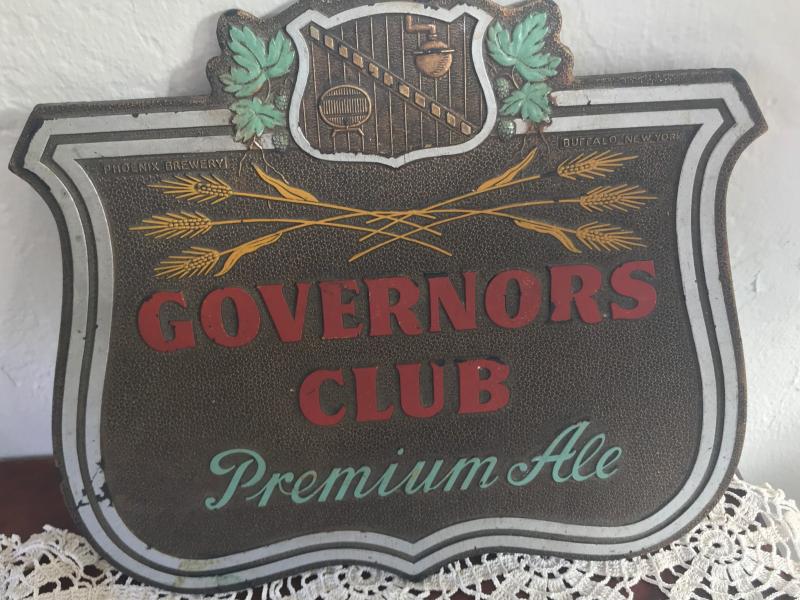 PHOENIX BREWERY
BUFFALO, NEW YORK
GOVERNORS
CLUB
Premium Ale